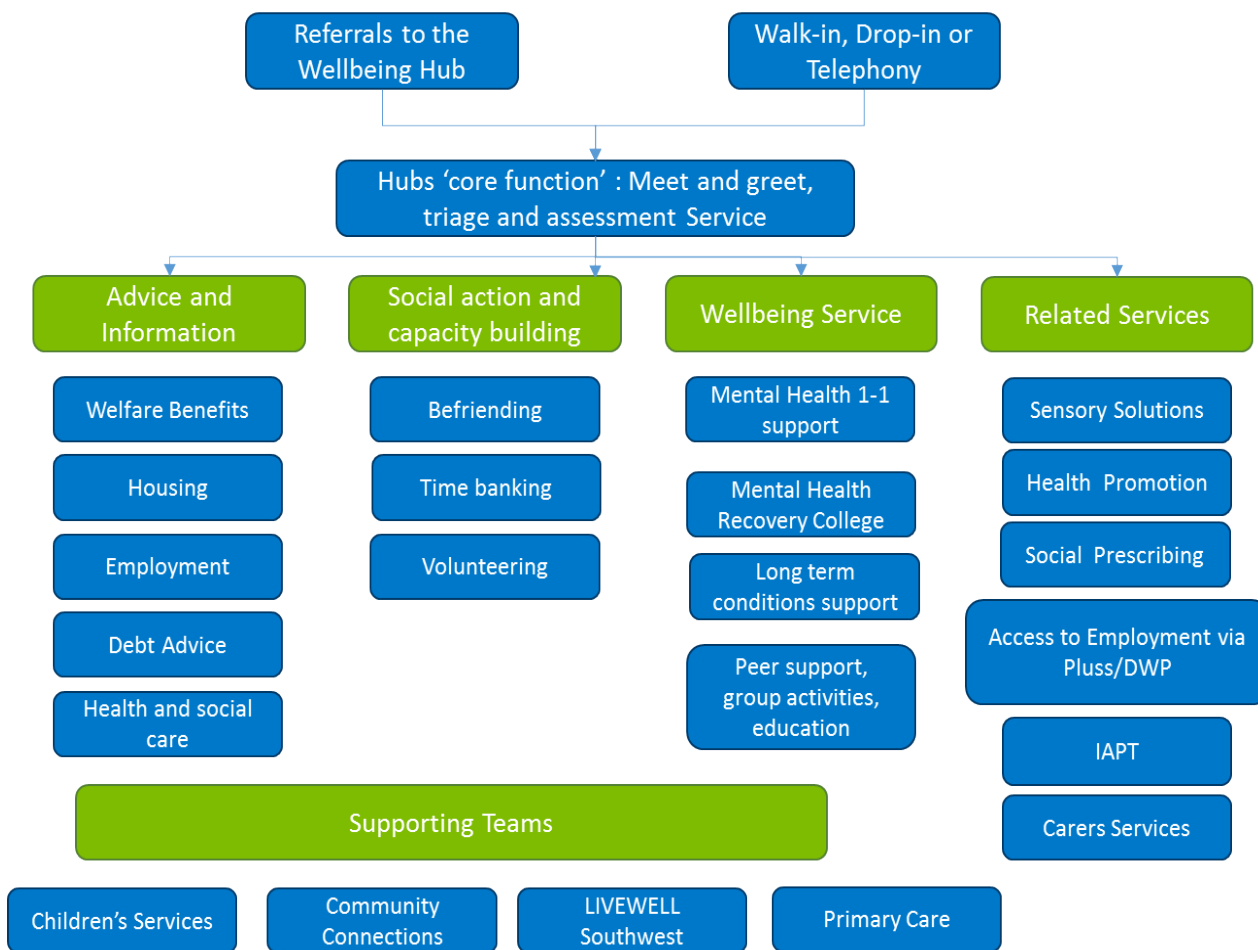 Referrals to the
Wellbeing Hub
Walk-in, Drop-in or
Telephony
Hubs ‘core function’ : Meet and greet,
triage and assessment Service
Advice and
Information
Welfare Benefits
Housing
Employment
Debt Advice
Health and social
care
Social action and
capacity building
Befriending
Time banking
Volunteering
Wellbeing Service
Mental Health 1-1
support
Mental Health
Recovery College
Long term
conditions support
Peer support,
group activities,
education
Related Services
Sensory Solutions
Health Promotion
Social Prescribing
Access to Employment via
Pluss/DWP
IAPT
Carers Services
Supporting Teams
Children’s Services
Community
Connections
LIVEWELL
Southwest
Primary Care